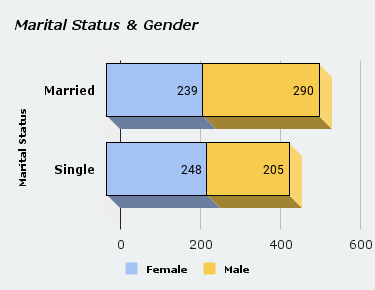 Marital Status & Gender
Marital Status
Married
239
290
Single
248
205
0
200
400
600
Female
Male